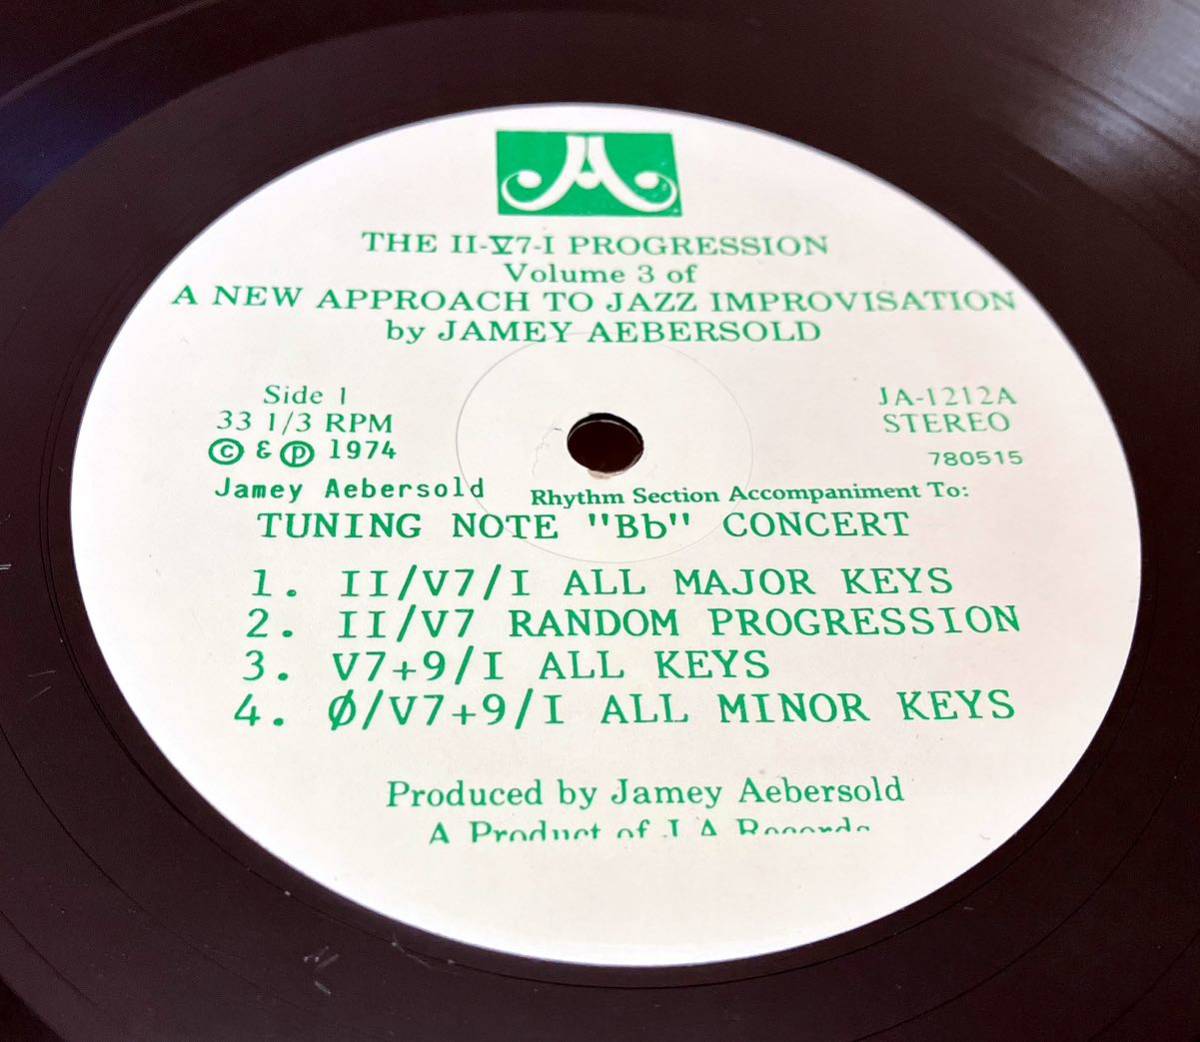 THE II-V7-I PROGRESSION
Volume 3 of
A NEW APPROACH TO JAZZ IMPROVISATION
by JAMEY AEBERSOLD
Side 1
33 1/3 RPM
© & ℗ 1974
Jamey Aebersold
JA-1212A
STEREO
780515
Rhythm Section Accompaniment To:
TUNING NOTE "Bb" CONCERT
1. II/V7/I ALL MAJOR KEYS
2. II/V7 RANDOM PROGRESSION
3. V7+9/I ALL KEYS
4. Ø/V7+9/I ALL MINOR KEYS
Produced by Jamey Aebersold
A Product of J A Records